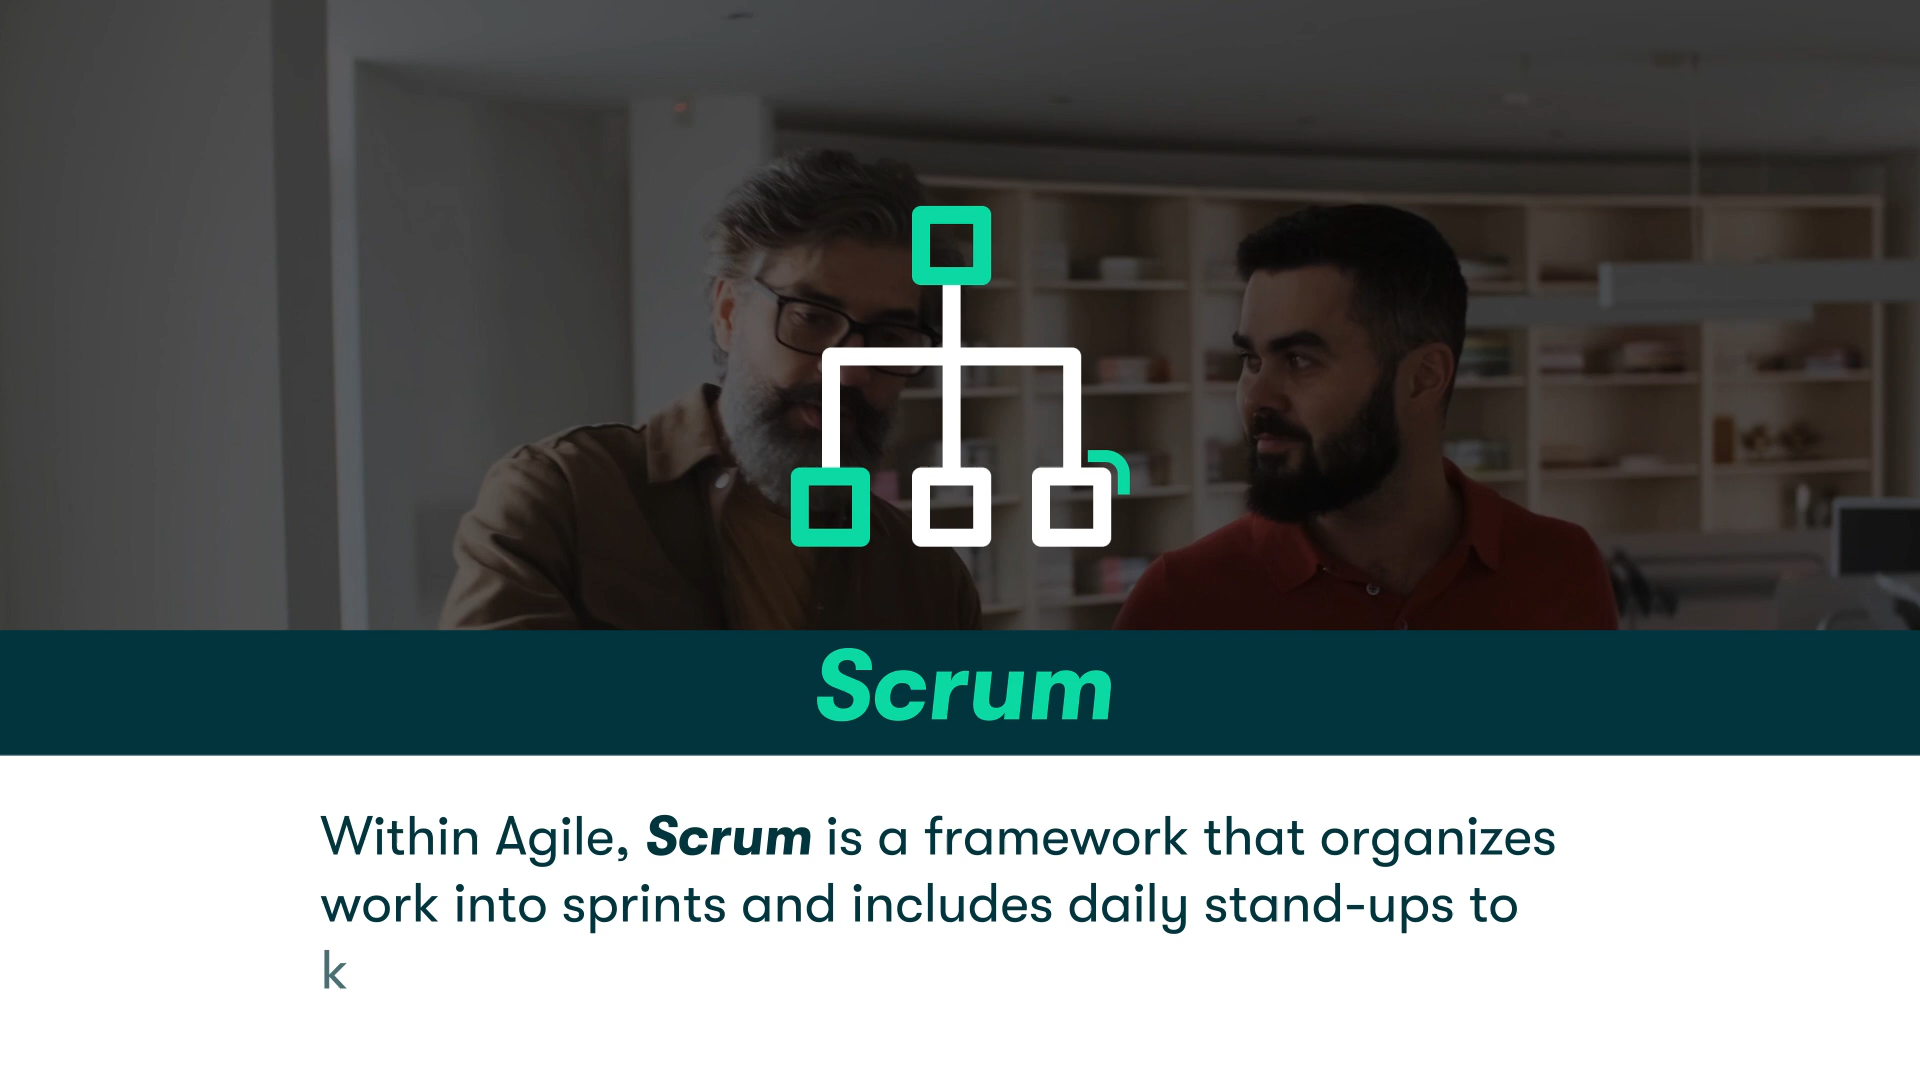 Scrum
Within Agile, Scrum is a framework that organizes
work into sprints and includes daily stand-ups to
k